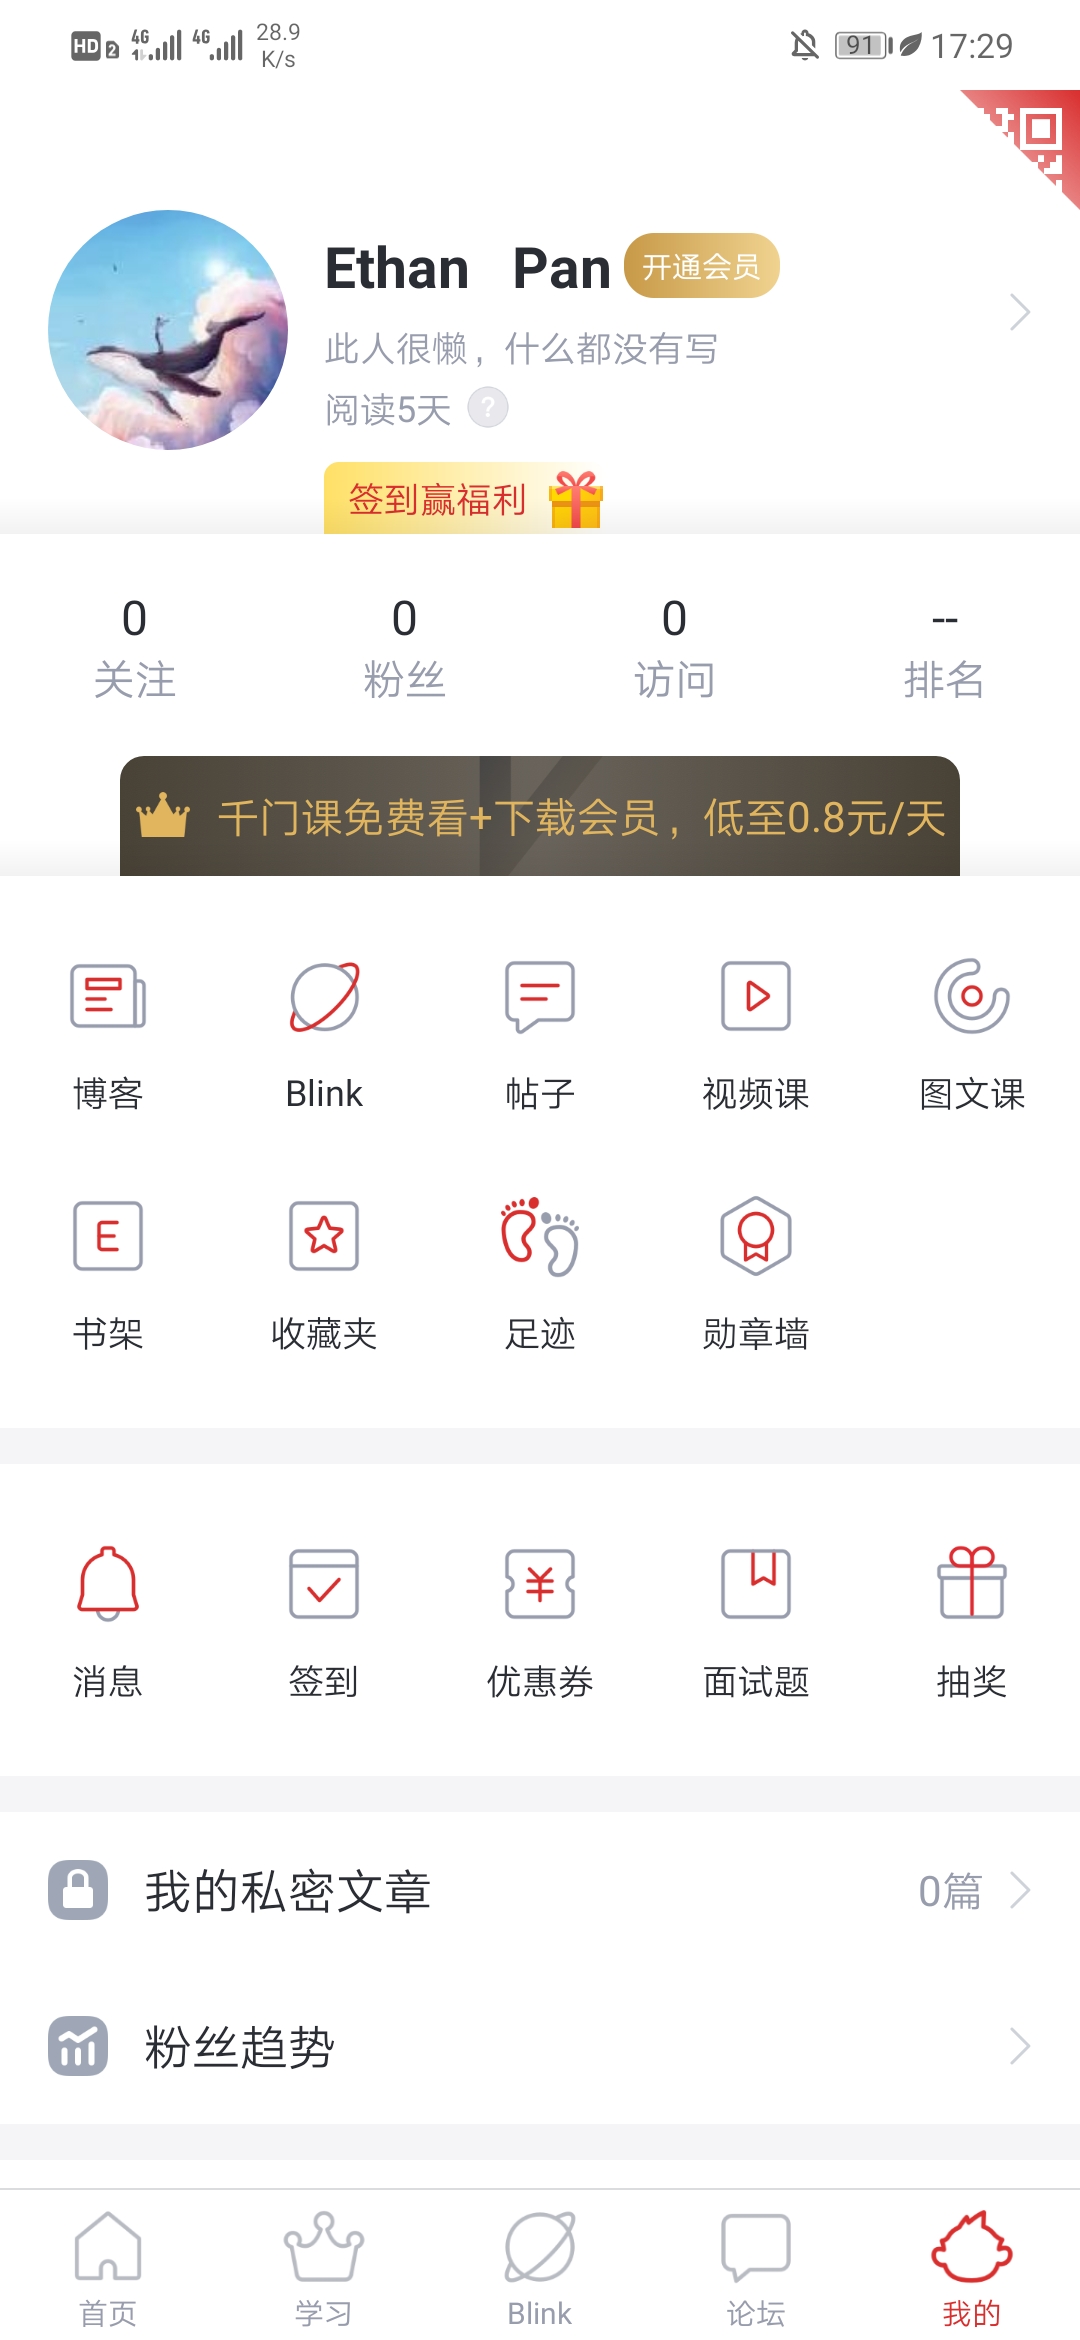 HD 2 4G 4G 28.9 K/s 91 17:29
Ethan Pan 开通会员
此人很懒，什么都没有写
阅读5天 ?
签到赢福利
0 0 0 --
关注 粉丝 访问 排名
千门课免费看+下载会员，低至0.8元/天
博客 Blink 帖子 视频课 图文课
E
书架 收藏夹 足迹 勋章墙
¥
消息 签到 优惠券 面试题 抽奖
我的私密文章 0篇
粉丝趋势
首页 学习 Blink 论坛 我的